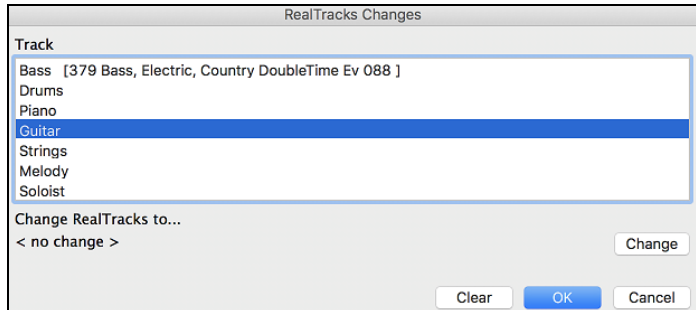 RealTracks Changes
Track
Bass [379 Bass, Electric, Country DoubleTime Ev 088 ]
Drums
Piano
Guitar
Strings
Melody
Soloist
Change RealTracks to...
< no change >
Change
Clear OK Cancel